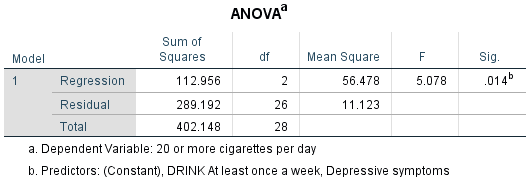 ANOVAa
Model Sum of Squares df Mean Square F Sig.
1 Regression 112.956 2 56.478 5.078 .014b
Residual 289.192 26 11.123
Total 402.148 28
a. Dependent Variable: 20 or more cigarettes per day
b. Predictors: (Constant), DRINK At least once a week, Depressive symptoms